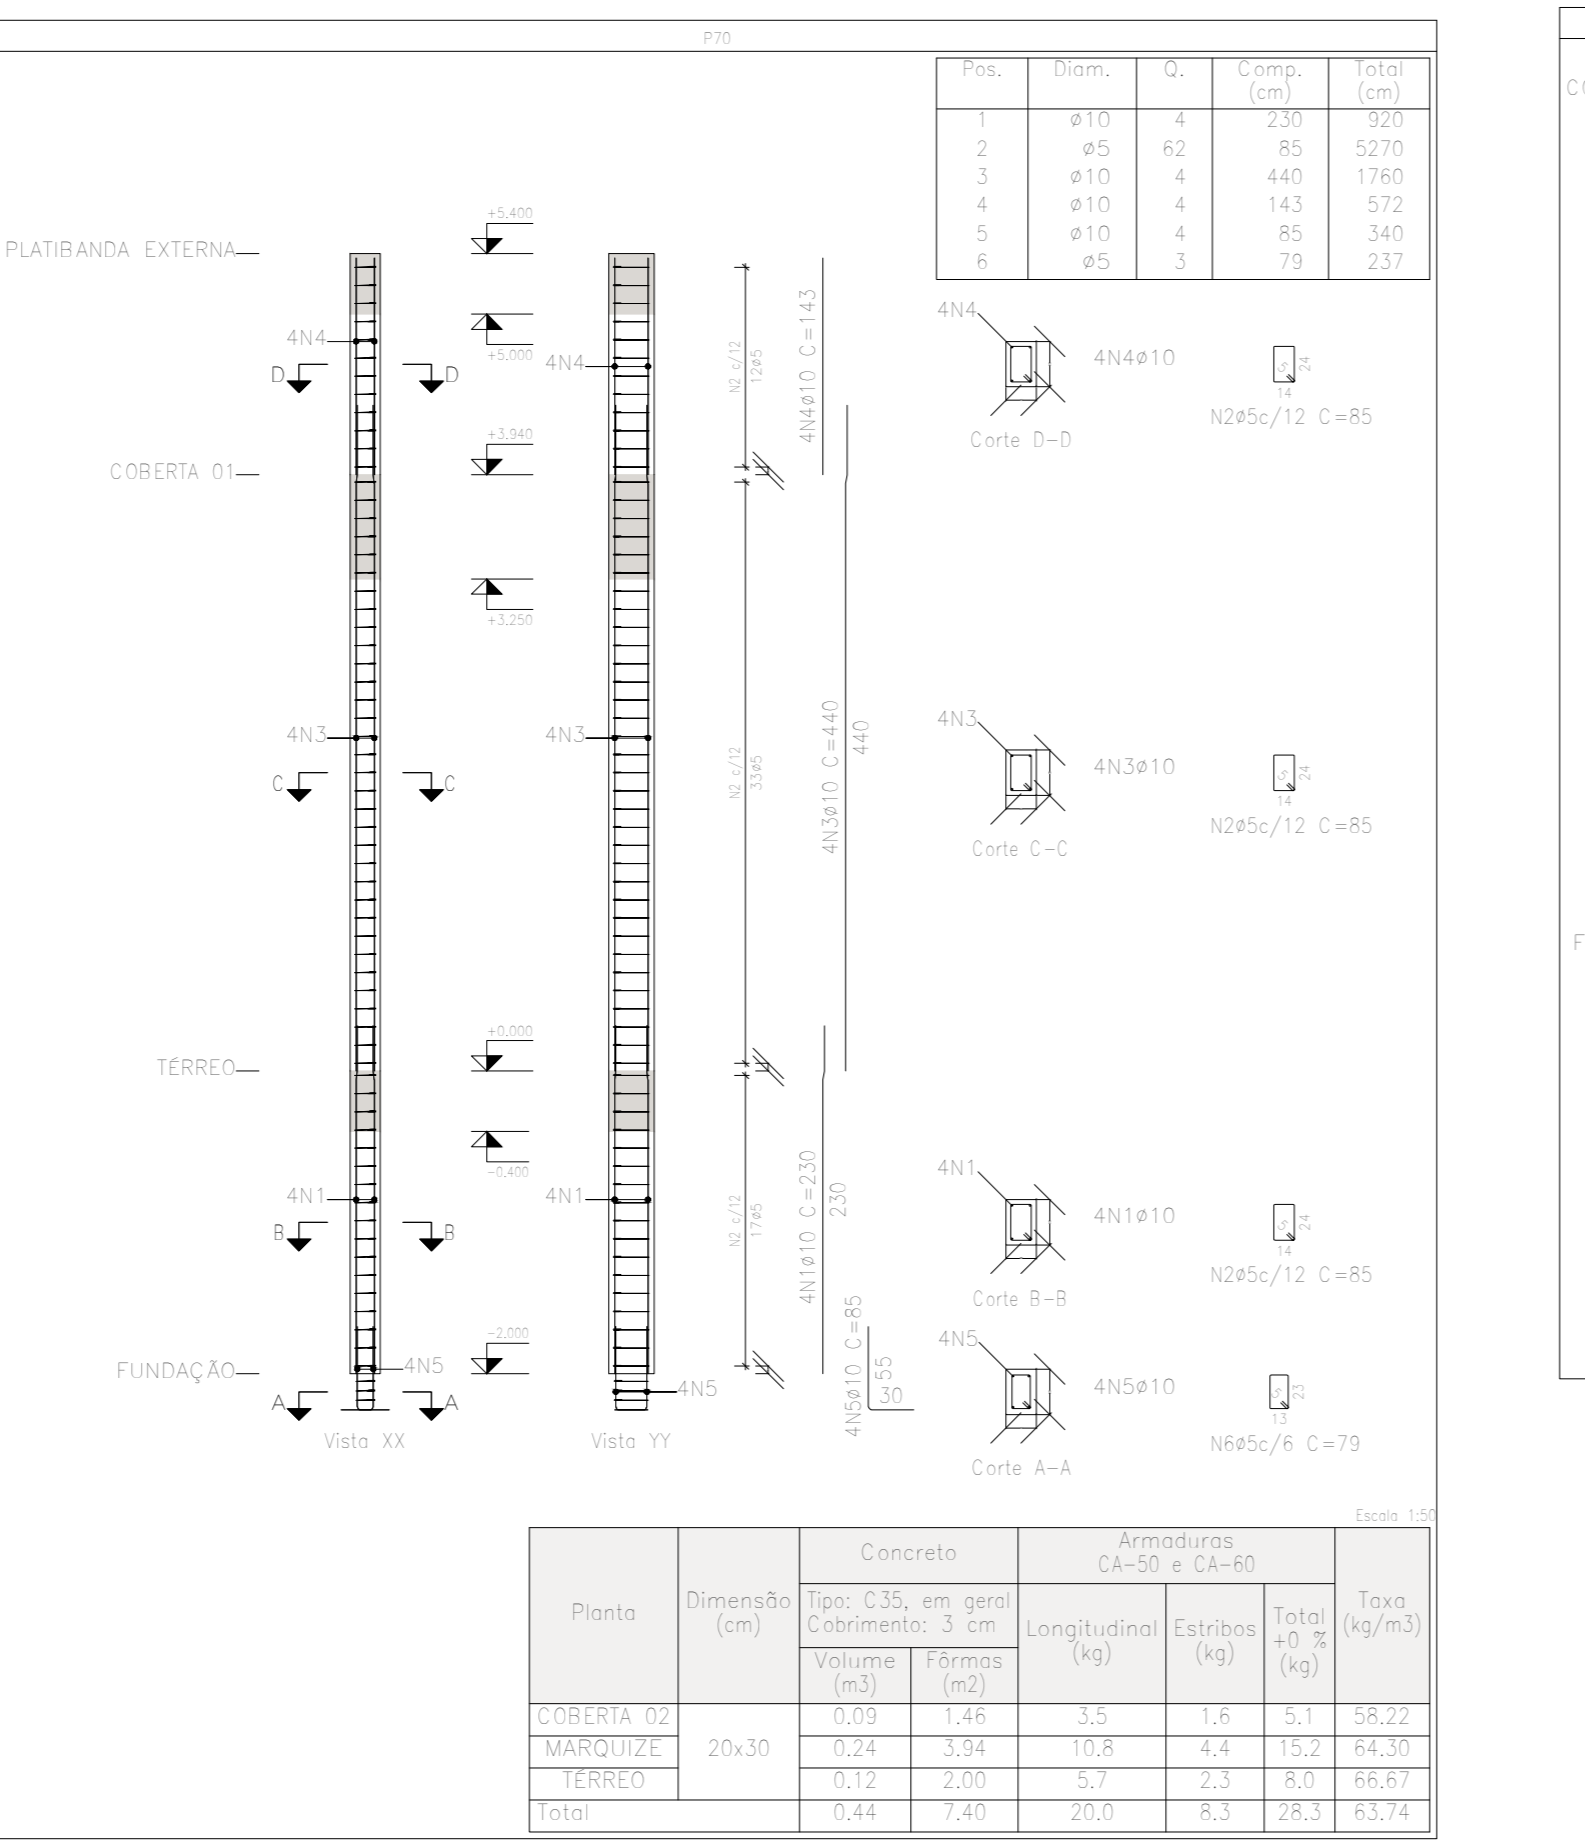 P70
Pos. Diam. Q. Comp. (cm) Total (cm)
1 ø10 4 230 920
2 ø5 62 85 5270
3 ø10 4 440 1760
4 ø10 4 143 572
5 ø10 4 85 340
6 ø5 3 79 237
PLATIBANDA EXTERNA
+5.400
4N4
+5.000
4N4
D D
N2 c/12
12ø5
4N4ø10 C=143
4N4
4N4ø10
S
14
24
N2ø5c/12 C=85
Corte D-D
COBERTA 01
+3.940
+3.250
4N3
4N3
C C
N2 c/12
33ø5
4N3ø10 C=440
440
4N3
4N3ø10
S
14
24
N2ø5c/12 C=85
Corte C-C
TÉRREO
+0.000
-0.400
4N1
4N1
B B
N2 c/12
17ø5
4N1ø10 C=230
230
4N1
4N1ø10
S
14
24
N2ø5c/12 C=85
Corte B-B
FUNDAÇÃO
-2.000
4N5
4N5
A A
4N5ø10 C=85
55
30
4N5
4N5ø10
S
13
23
N6ø5c/6 C=79
Corte A-A
Vista XX
Vista YY
Escala 1:50
Planta
Dimensão
(cm)
Concreto
Tipo: C35, em geral
Cobrimento: 3 cm
Volume
(m3)
Fôrmas
(m2)
Armaduras
CA-50 e CA-60
Longitudinal
(kg)
Estribos
(kg)
Total
+0 %
(kg)
Taxa
(kg/m3)
COBERTA 02 0.09 1.46 3.5 1.6 5.1 58.22
MARQUIZE 20x30 0.24 3.94 10.8 4.4 15.2 64.30
TÉRREO 0.12 2.00 5.7 2.3 8.0 66.67
Total 0.44 7.40 20.0 8.3 28.3 63.74